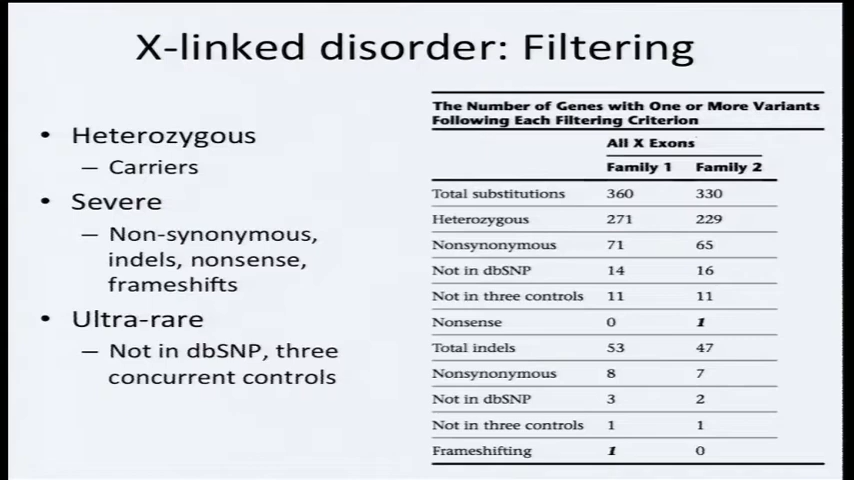 X-linked disorder: Filtering
• Heterozygous
– Carriers
• Severe
– Non-synonymous,
indels, nonsense,
frameshifts
• Ultra-rare
– Not in dbSNP, three
concurrent controls
The Number of Genes with One or More Variants
Following Each Filtering Criterion
All X Exons
Family 1 Family 2
Total substitutions 360 330
Heterozygous 271 229
Nonsynonymous 71 65
Not in dbSNP 14 16
Not in three controls 11 11
Nonsense 0 1
Total indels 53 47
Nonsynonymous 8 7
Not in dbSNP 3 2
Not in three controls 1 1
Frameshifting 1 0